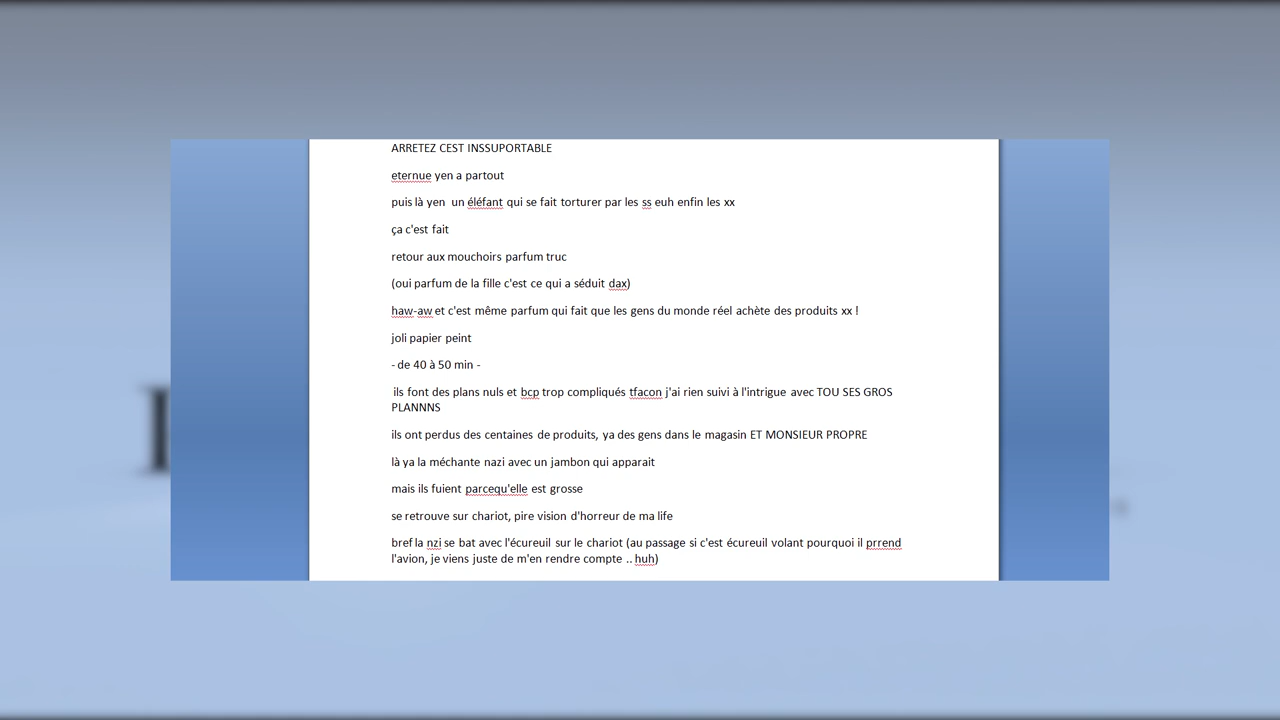 ARRETEZ CEST INSSUPORTABLE
eternue yen a partout
puis là yen un éléfant qui se fait torturer par les ss euh enfin les xx
ça c'est fait
retour aux mouchoirs parfum truc
(oui parfum de la fille c'est ce qui a séduit dax)
haw-aw et c'est même parfum qui fait que les gens du monde réel achète des produits xx !
joli papier peint
- de 40 à 50 min -
ils font des plans nuls et bcp trop compliqués tfacon j'ai rien suivi à l'intrigue avec TOU SES GROS
PLANNNS
ils ont perdus des centaines de produits, ya des gens dans le magasin ET MONSIEUR PROPRE
là ya la méchante nazi avec un jambon qui apparait
mais ils fuient parcequ'elle est grosse
se retrouve sur chariot, pire vision d'horreur de ma life
bref la nzi se bat avec l'écureuil sur le chariot (au passage si c'est écureuil volant pourquoi il prrend
l'avion, je viens juste de m'en rendre compte .. huh)